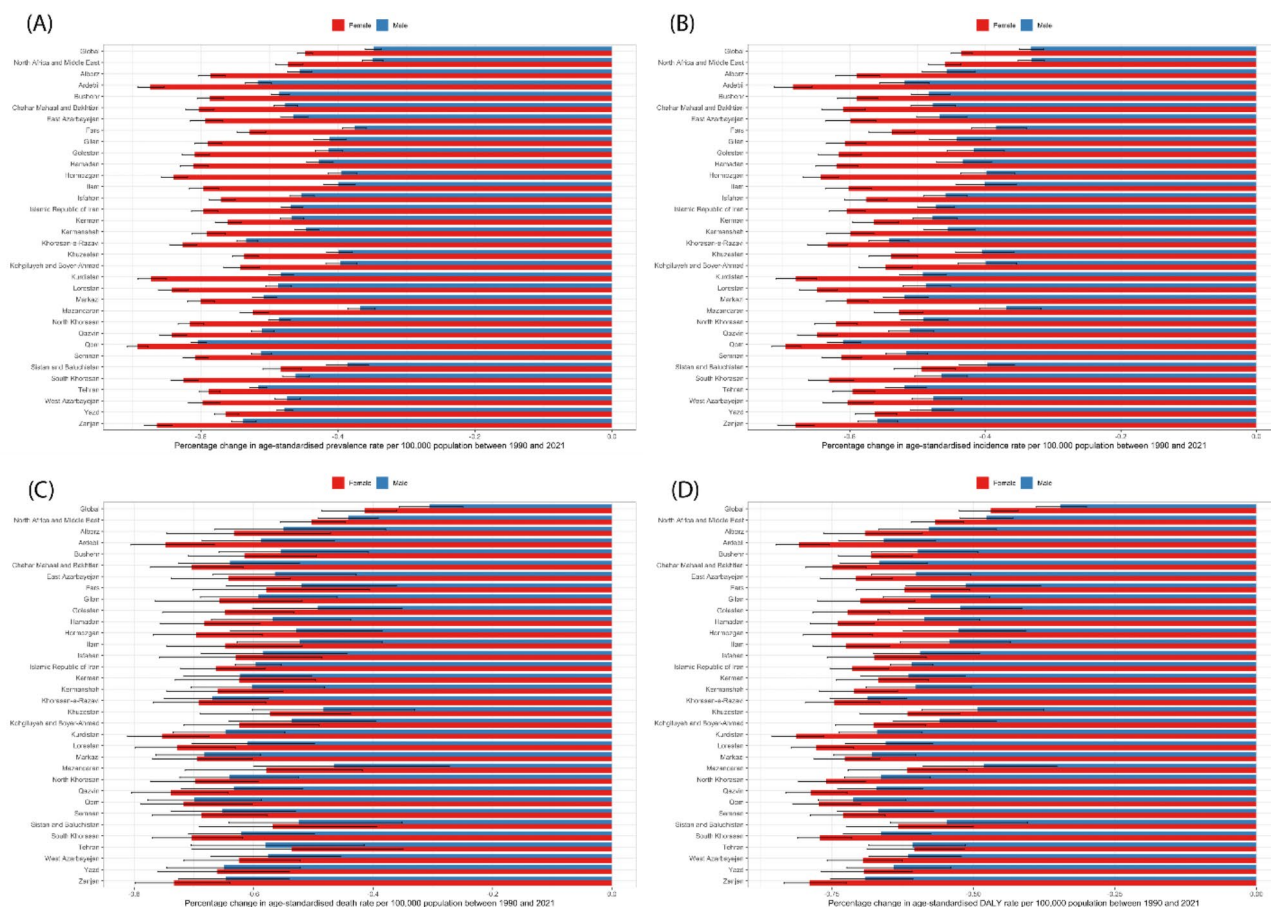 (A)
Female Male
Global
North Africa and Middle East
Alborz
Ardebil
Bushehr
Chahar Mahaal and Bakhtiari
East Azarbayejan
Fars
Gilan
Golestan
Hamadan
Hormozgan
Ilam
Isfahan
Islamic Republic of Iran
Kerman
Kermanshah
Khorasan-e-Razavi
Khuzestan
Kohgiluyeh and Boyer-Ahmad
Kurdistan
Lorestan
Markazi
Mazandaran
North Khorasan
Qazvin
Qom
Semnan
Sistan and Baluchistan
South Khorasan
Tehran
West Azarbayejan
Yazd
Zanjan
-0.6 -0.4 0.0
Percentage change in age-standardised prevalence rate per 100,000 population between 1990 and 2021
(B)
Female Male
Global
North Africa and Middle East
Alborz
Ardebil
Bushehr
Chahar Mahaal and Bakhtiari
East Azarbayejan
Fars
Gilan
Golestan
Hamadan
Hormozgan
Ilam
Isfahan
Islamic Republic of Iran
Kerman
Kermanshah
Khorasan-e-Razavi
Khuzestan
Kohgiluyeh and Boyer-Ahmad
Kurdistan
Lorestan
Markazi
Mazandaran
North Khorasan
Qazvin
Qom
Semnan
Sistan and Baluchistan
South Khorasan
Tehran
West Azarbayejan
Yazd
Zanjan
-0.6 -0.4 -0.2 0.0
Percentage change in age-standardised incidence rate per 100,000 population between 1990 and 2021
(C)
Female Male
Global
North Africa and Middle East
Alborz
Ardebil
Bushehr
Chahar Mahaal and Bakhtiari
East Azarbayejan
Fars
Gilan
Golestan
Hamadan
Hormozgan
Ilam
Isfahan
Islamic Republic of Iran
Kerman
Kermanshah
Khorasan-e-Razavi
Khuzestan
Kohgiluyeh and Boyer-Ahmad
Kurdistan
Lorestan
Markazi
Mazandaran
North Khorasan
Qazvin
Qom
Semnan
Sistan and Baluchistan
South Khorasan
Tehran
West Azarbayejan
Yazd
Zanjan
-0.8 -0.6 -0.4 0.0
Percentage change in age-standardised death rate per 100,000 population between 1990 and 2021
(D)
Female Male
Global
North Africa and Middle East
Alborz
Ardebil
Bushehr
Chahar Mahaal and Bakhtiari
East Azarbayejan
Fars
Gilan
Golestan
Hamadan
Hormozgan
Ilam
Isfahan
Islamic Republic of Iran
Kerman
Kermanshah
Khorasan-e-Razavi
Khuzestan
Kohgiluyeh and Boyer-Ahmad
Kurdistan
Lorestan
Markazi
Mazandaran
North Khorasan
Qazvin
Qom
Semnan
Sistan and Baluchistan
South Khorasan
Tehran
West Azarbayejan
Yazd
Zanjan
-0.75 -0.50 -0.25 0.00
Percentage change in age-standardised DALY rate per 100,000 population between 1990 and 2021